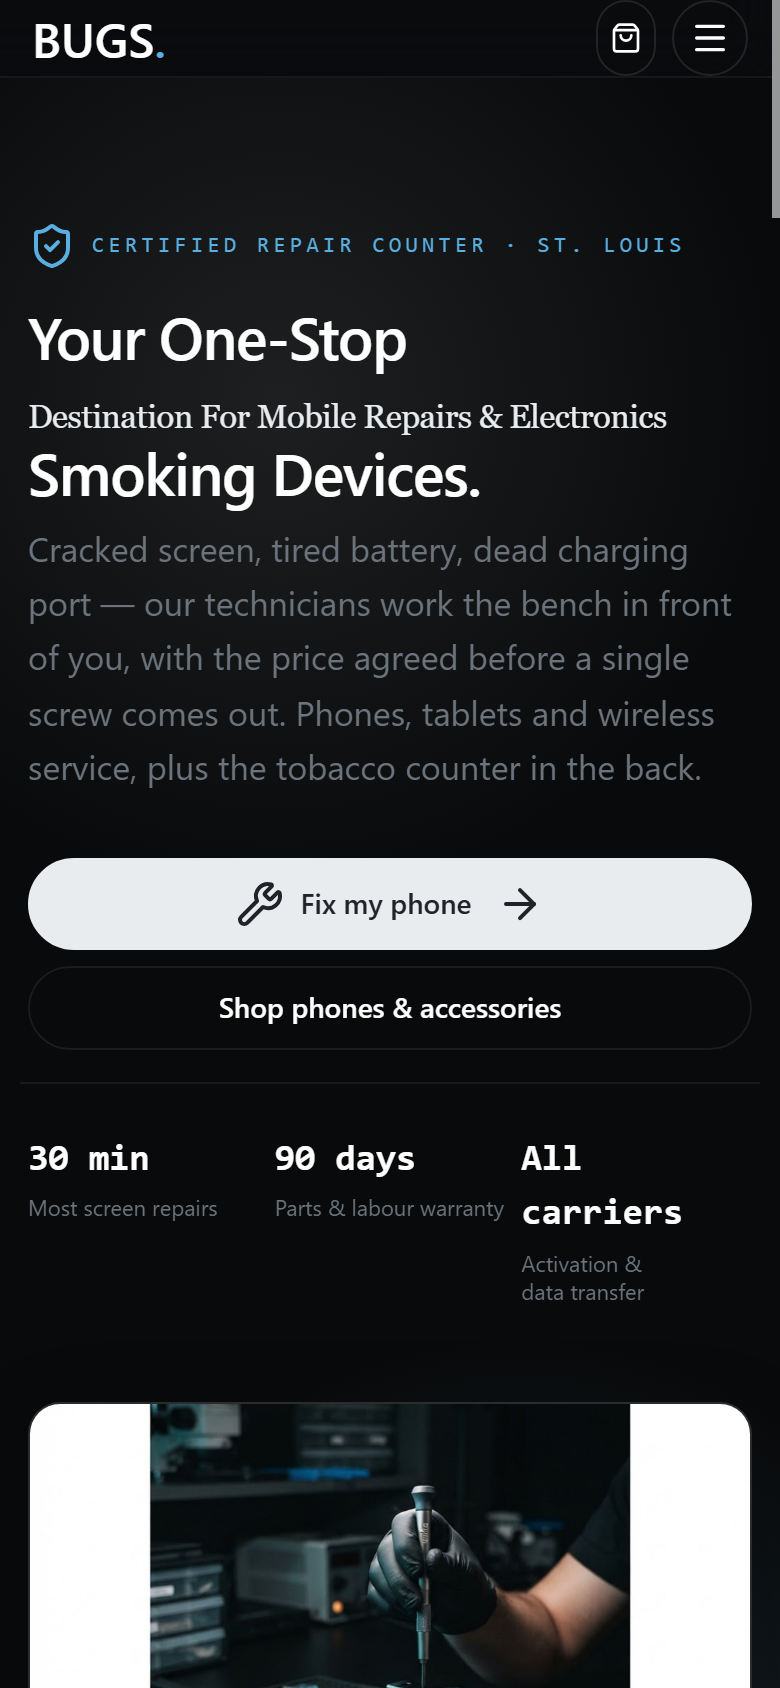 BUGS.
CERTIFIED REPAIR COUNTER · ST. LOUIS
Your One-Stop
Destination For Mobile Repairs & Electronics
Smoking Devices.
Cracked screen, tired battery, dead charging
port — our technicians work the bench in front
of you, with the price agreed before a single
screw comes out. Phones, tablets and wireless
service, plus the tobacco counter in the back.
Fix my phone
Shop phones & accessories
30 min
Most screen repairs
90 days
Parts & labour warranty
All
carriers
Activation &
data transfer